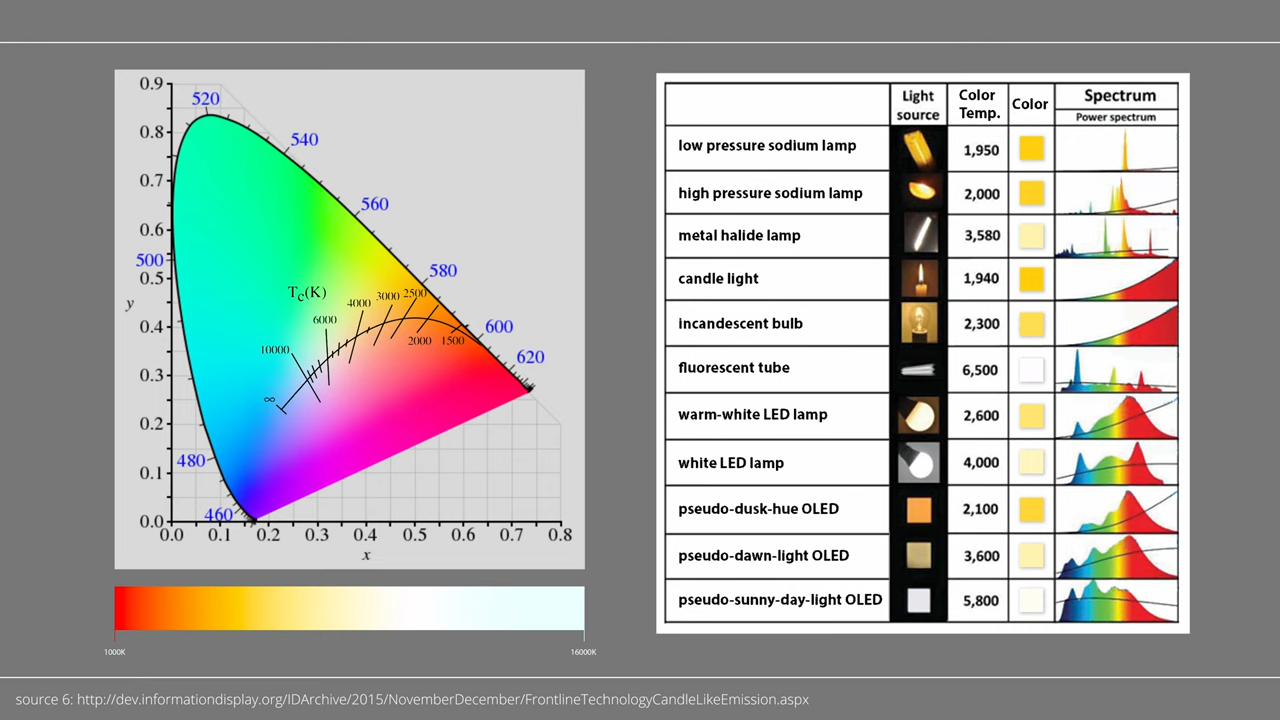 0.9
520
0.8
540
0.7
560
0.6
500
0.5
580
y
Tc(K)
4000
3000
2500
6000
0.4
600
10000
2000
1500
620
0.3
∞
0.2
480
0.1
460
0.0
0.0 0.1 0.2 0.3 0.4 0.5 0.6 0.7 0.8
x
1000K
16000K
Light source
Color Temp.
Color
Spectrum
Power spectrum
low pressure sodium lamp 1,950
high pressure sodium lamp 2,000
metal halide lamp 3,580
candle light 1,940
incandescent bulb 2,300
fluorescent tube 6,500
warm-white LED lamp 2,600
white LED lamp 4,000
pseudo-dusk-hue OLED 2,100
pseudo-dawn-light OLED 3,600
pseudo-sunny-day-light OLED 5,800
source 6: http://dev.informationdisplay.org/IDArchive/2015/NovemberDecember/FrontlineTechnologyCandleLikeEmission.aspx